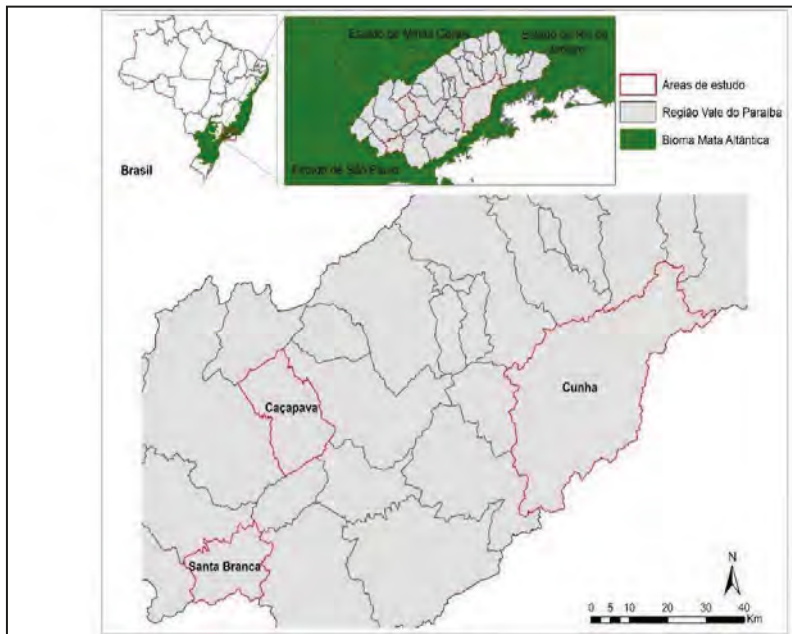 Estado de Minas Gerais
Estado do Rio de
Janeiro
Brasil
Estado de São Paulo
Áreas de estudo
Região Vale do Paraíba
Bioma Mata Altântica
Caçapava
Cunha
Santa Branca
N
0 5 10 20 30 40
Km